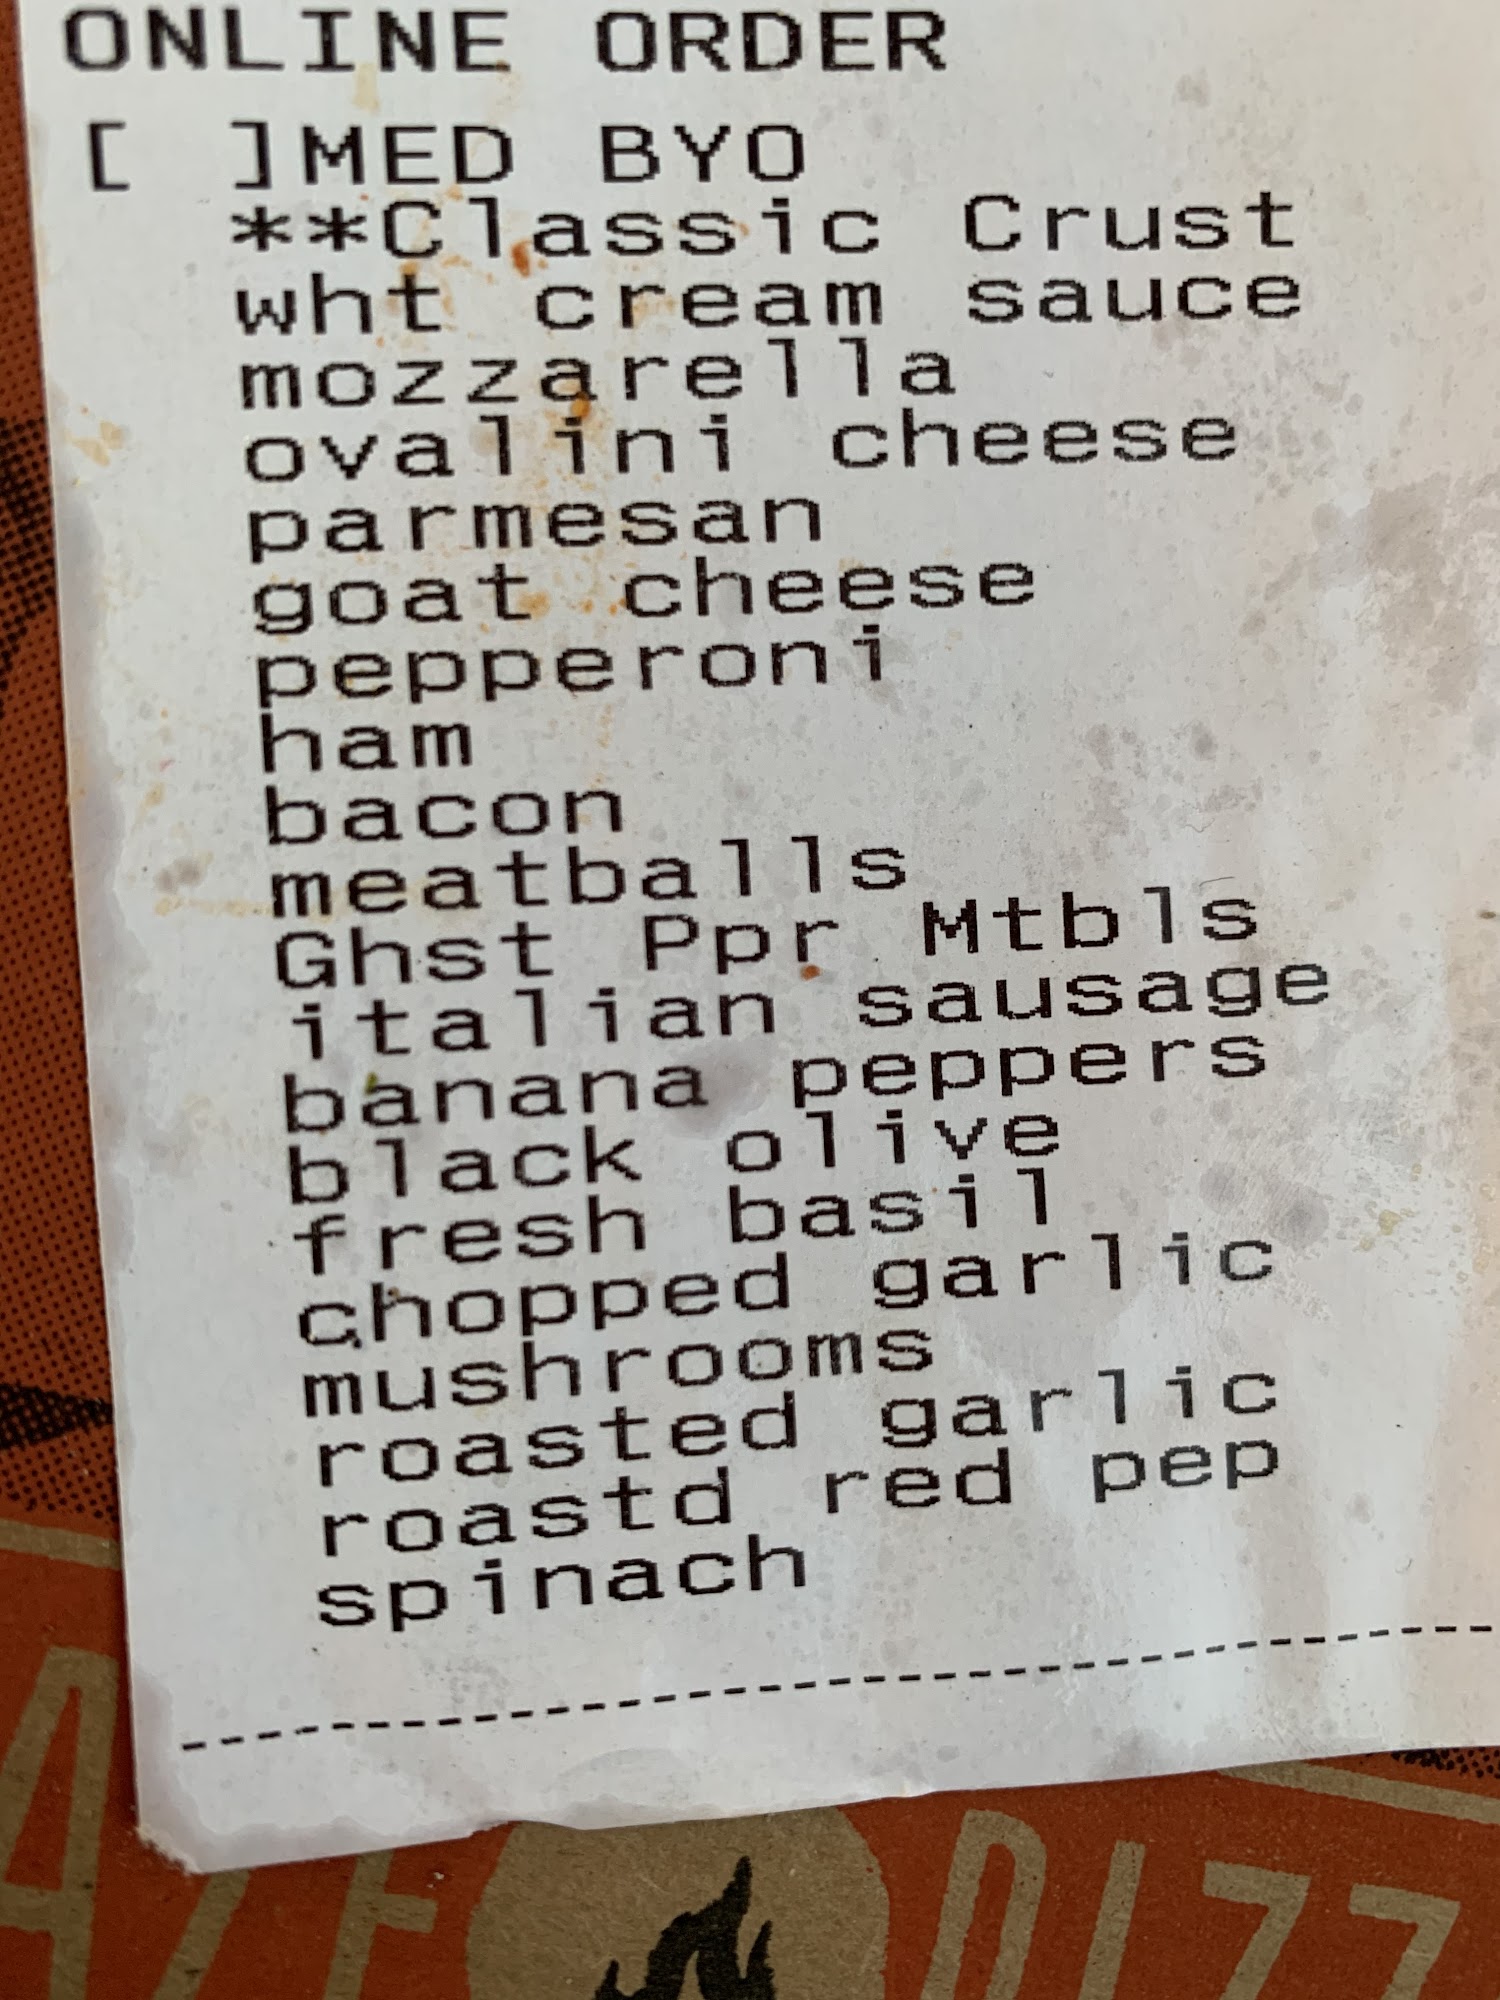 ONLINE ORDER
[ ]MED BYO
**Classic Crust
wht cream sauce
mozzarella
ovalini cheese
parmesan
goat cheese
pepperoni
ham
bacon
meatballs
Ghst Ppr Mtbls
italian sausage
banana peppers
black olive
fresh basil
chopped garlic
mushrooms
roasted garlic
roastd red pep
spinach
--------------------------------------